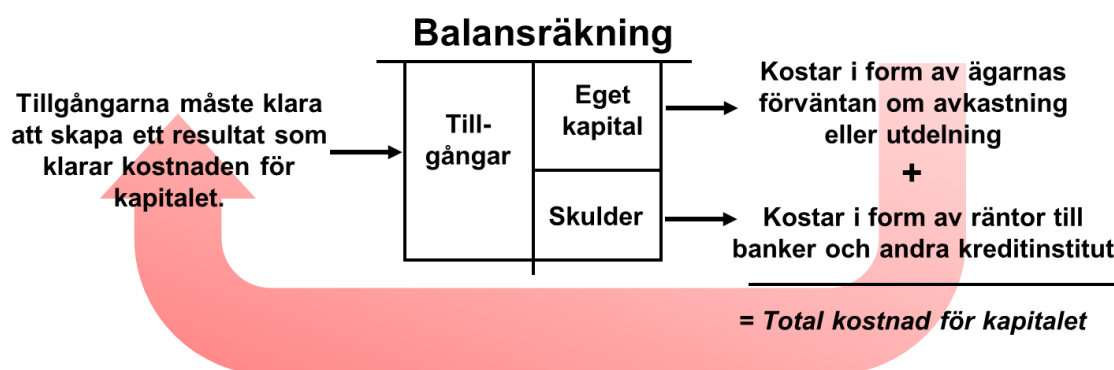 Balansräkning
Tillgångarna måste klara
att skapa ett resultat som
klarar kostnaden för
kapitalet.
Till-
gångar
Eget
kapital
Skulder
Kostar i form av ägarnas
förväntan om avkastning
eller utdelning
+
Kostar i form av räntor till
banker och andra kreditinstitut
= Total kostnad för kapitalet